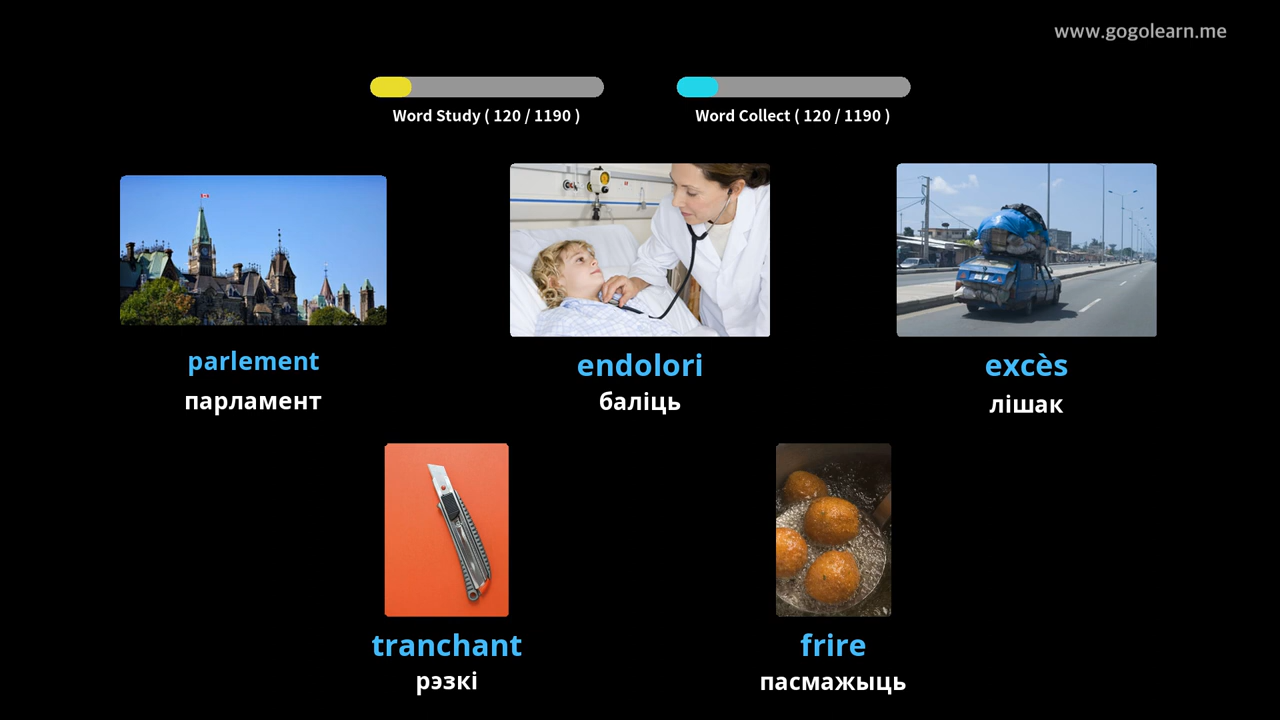 www.gogolearn.me
Word Study ( 120 / 1190 )
Word Collect ( 120 / 1190 )
parlement
парламент
endolori
баліць
excès
лішак
tranchant
рэзкі
frire
пасмажыць